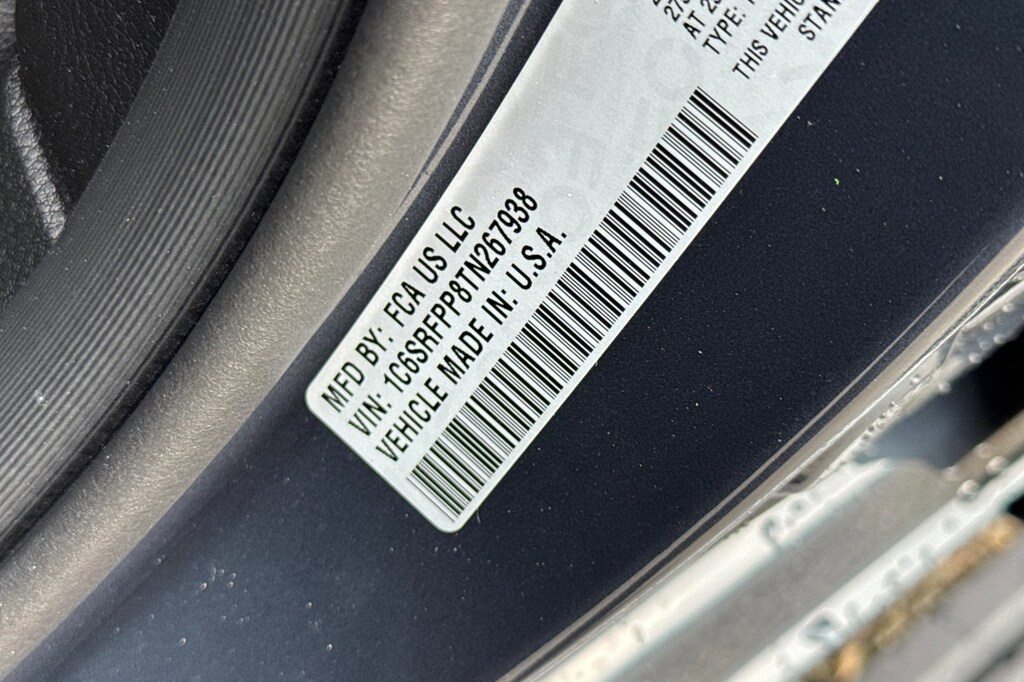 MFD BY: FCA US LLC
VIN: 1C6SRFPP8TN267938
VEHICLE MADE IN: U.S.A.
AT
TYPE:
THIS VEHIC
STAN